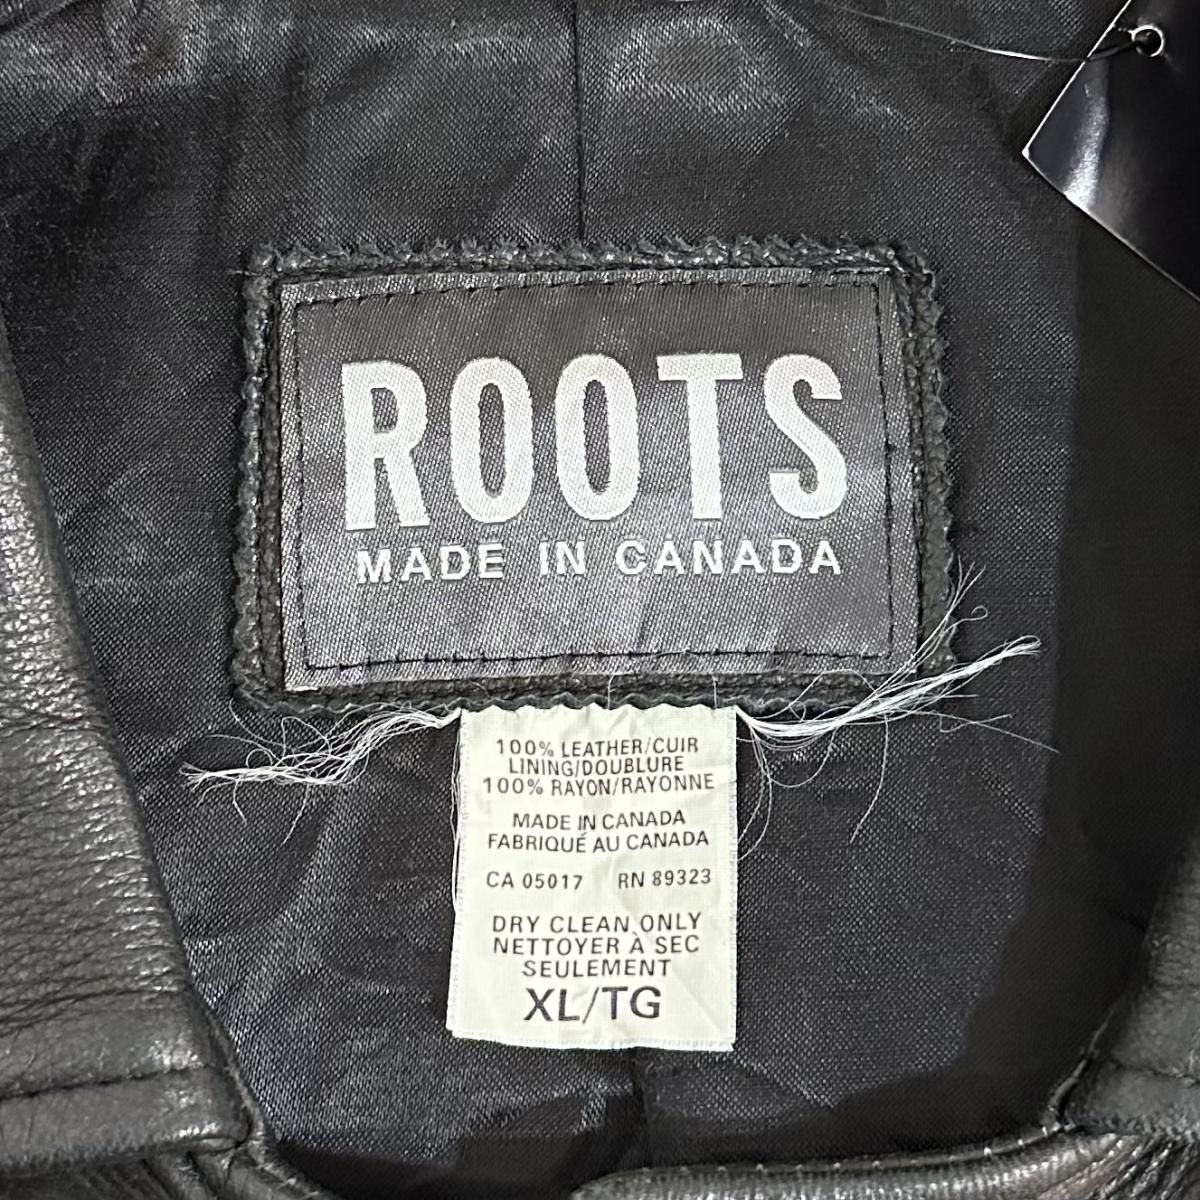 ROOTS
MADE IN CANADA
100% LEATHER/CUIR
LINING/DOUBLURE
100% RAYON/RAYONNE
MADE IN CANADA
FABRIQUÉ AU CANADA
CA 05017 RN 89323
DRY CLEAN ONLY
NETTOYER À SEC
SEULEMENT
XL/TG